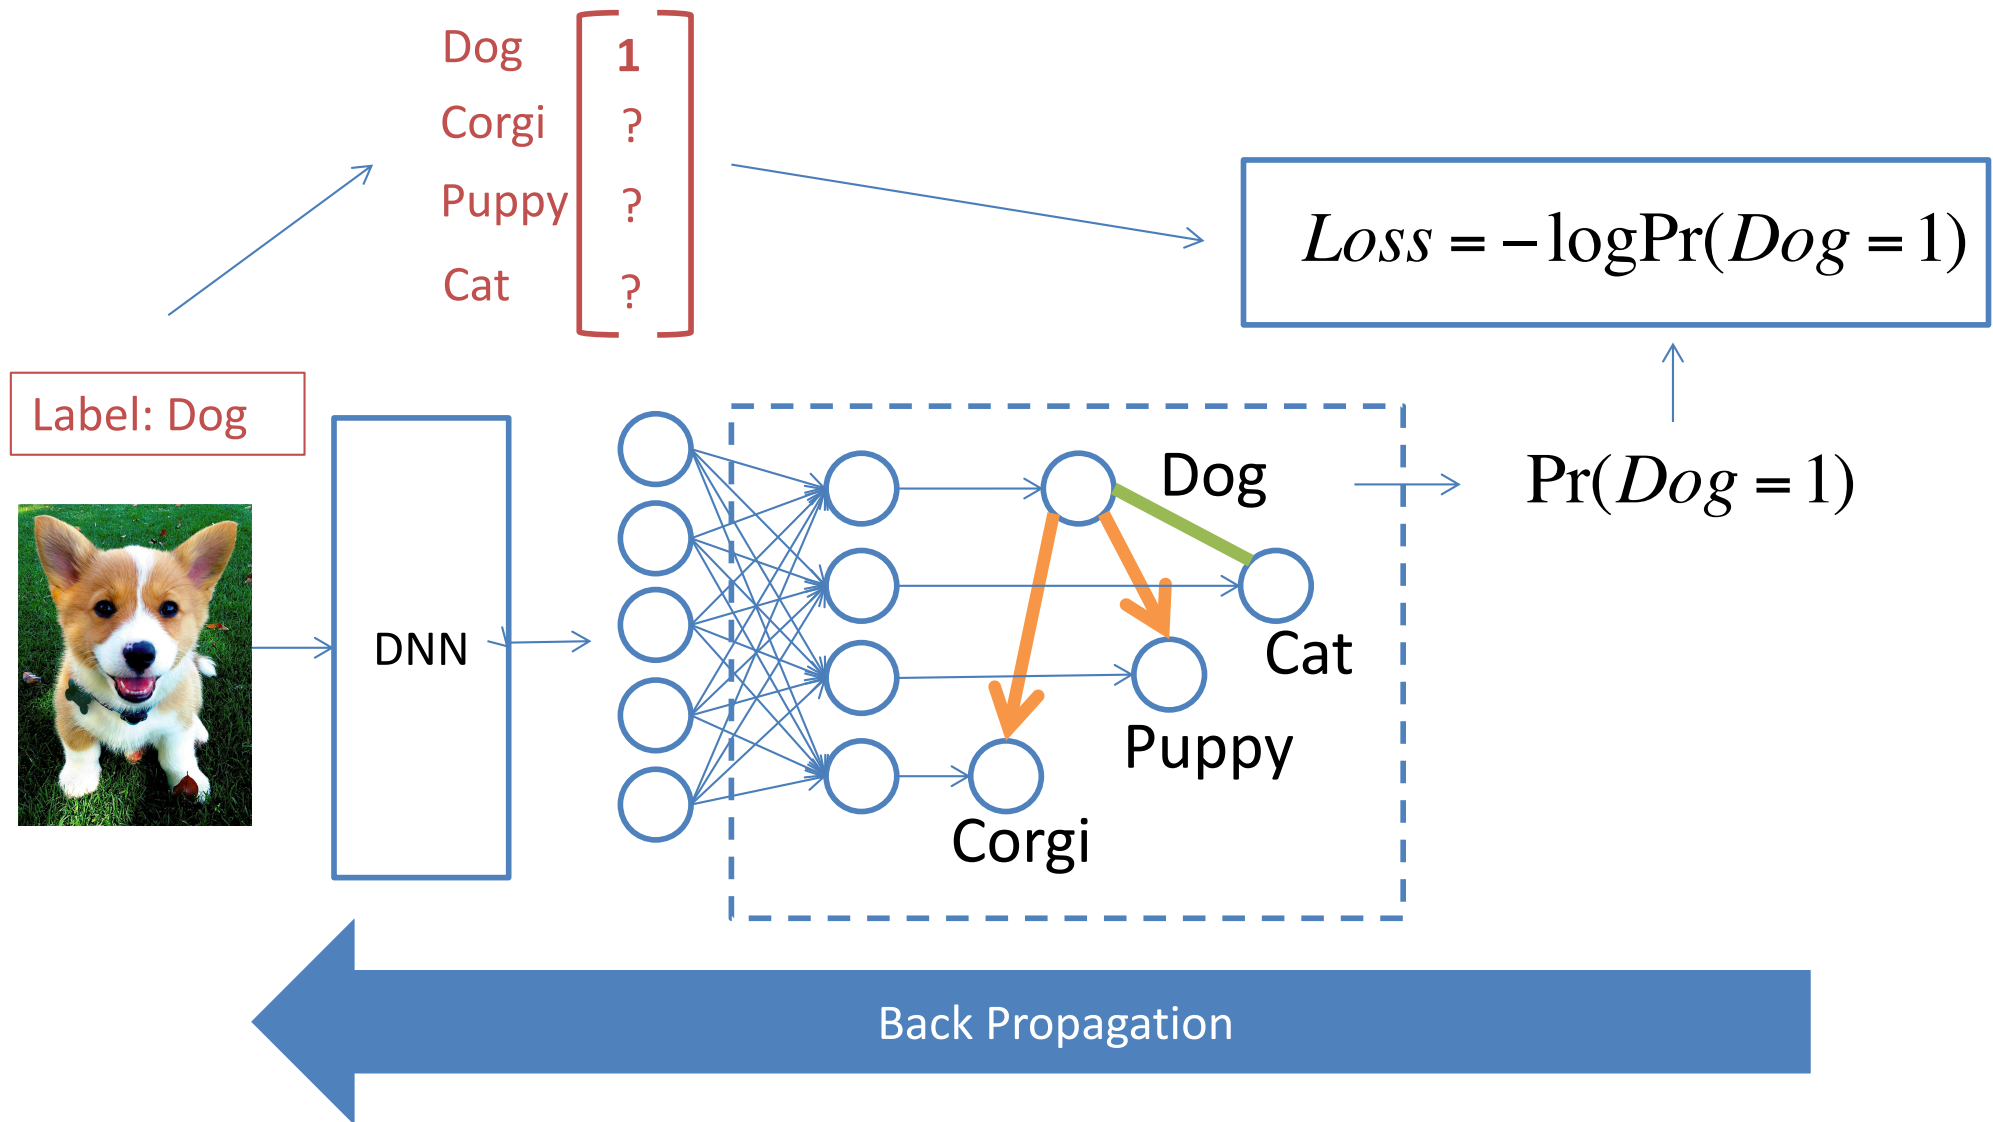 Dog 1
Corgi ?
Puppy ?
Cat ?
Loss = − logPr(Dog = 1)
Label: Dog
DNN
Dog
Cat
Puppy
Corgi
Pr(Dog = 1)
Back Propagation